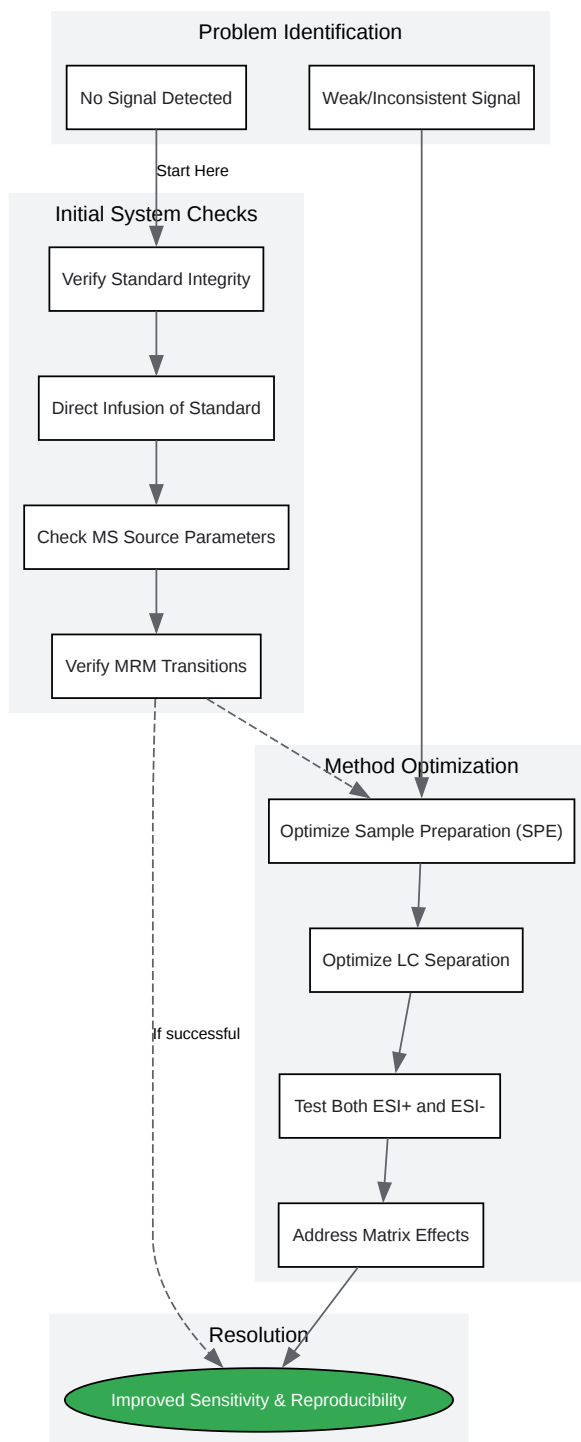 Problem Identification
No Signal Detected
Weak/Inconsistent Signal
Start Here
Initial System Checks
Verify Standard Integrity
Direct Infusion of Standard
Check MS Source Parameters
Verify MRM Transitions
Method Optimization
Optimize Sample Preparation (SPE)
Optimize LC Separation
If successful
Test Both ESI+ and ESI-
Address Matrix Effects
Resolution
Improved Sensitivity & Reproducibility